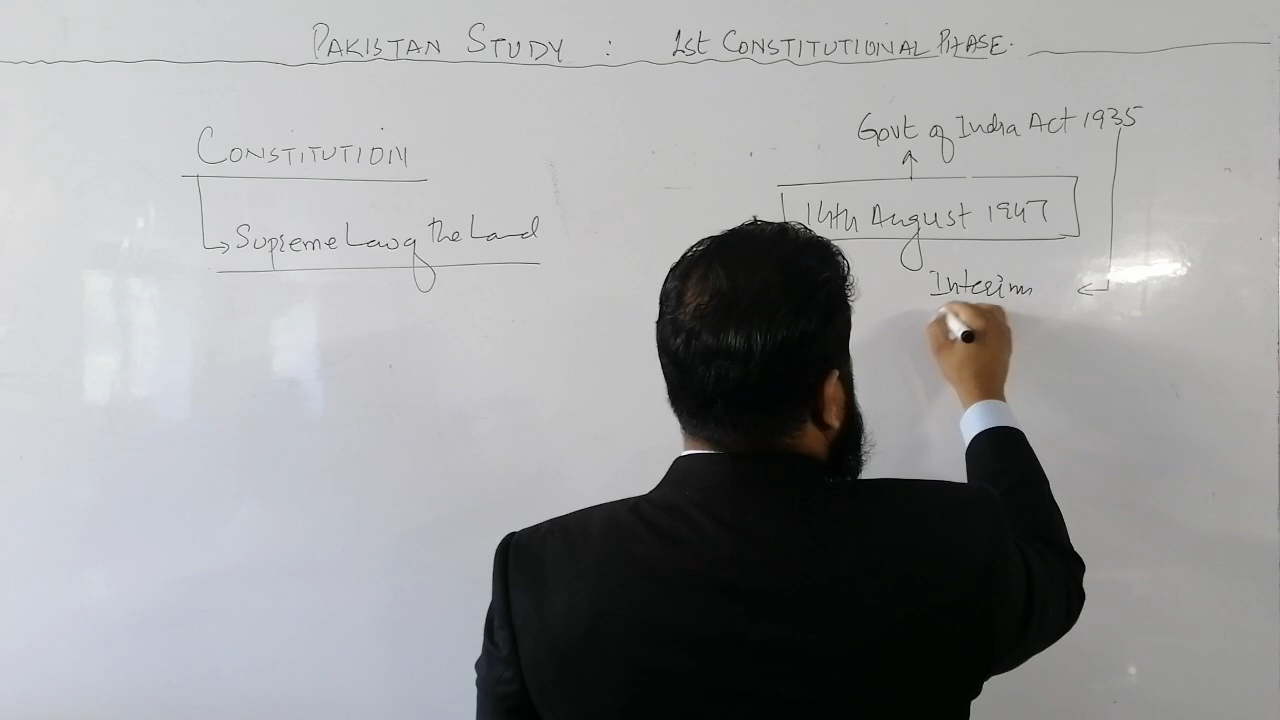 PAKISTAN STUDY : 1st CONSTITUTIONAL PHASE.
CONSTITUTION
Supreme Law of the Land
Govt of India Act 1935
14th August 1947
Interim